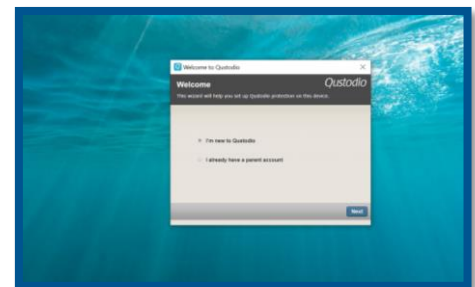 Welcome to Qustodio
Welcome
Qustodio
This wizard will help you set up Qustodio protection on this device.
I'm new to Qustodio
I already have a parent account
Next